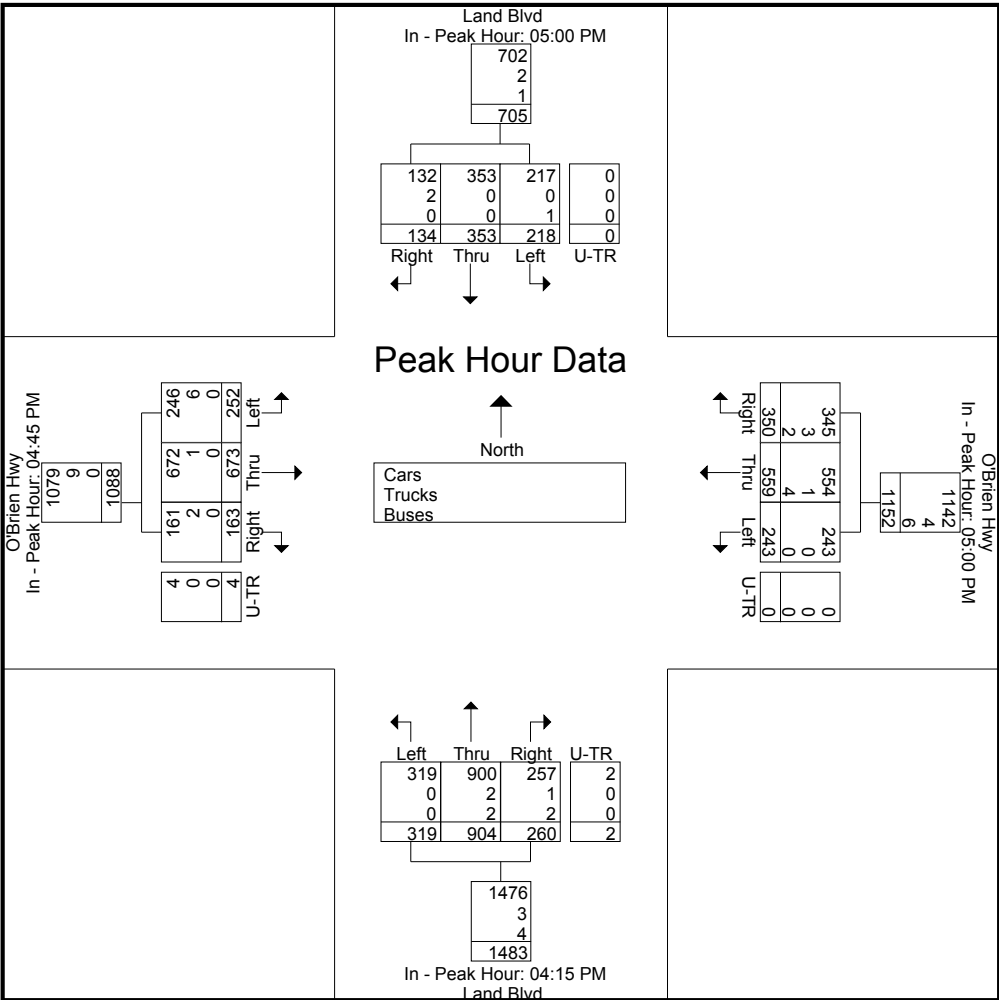 Land Blvd
In - Peak Hour: 05:00 PM
702
2
1
705
132 353 217 0
2 0 0 0
0 0 1 0
134 353 218 0
Right Thru Left U-TR
Peak Hour Data
North
Cars
Trucks
Buses
O'Brien Hwy
In - Peak Hour: 04:45 PM
1079
9
0
1088
246 6 0 252 Left
672 1 0 673 Thru
161 2 0 163 Right
4 0 0 4 U-TR
O'Brien Hwy
In - Peak Hour: 05:00 PM
1142
4
6
1152
345 3 2 350 Right
554 1 4 559 Thru
243 0 0 243 Left
0 0 0 0 U-TR
Left Thru Right U-TR
319 900 257 2
0 2 1 0
0 2 2 0
319 904 260 2
1476
3
4
1483
In - Peak Hour: 04:15 PM
Land Blvd